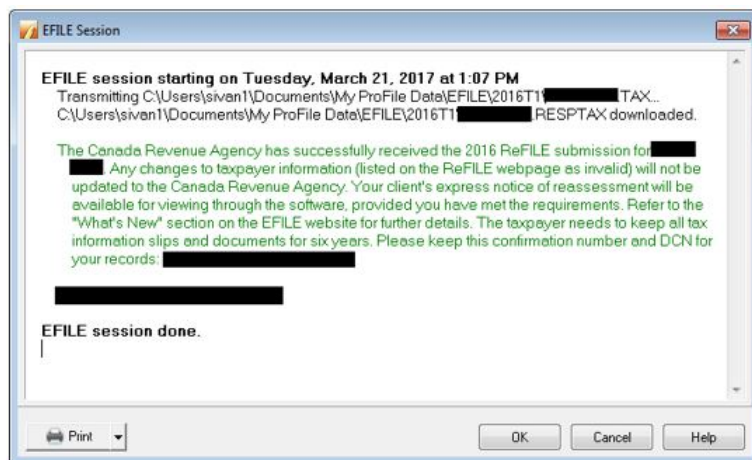 EFILE Session
EFILE session starting on Tuesday, March 21, 2017 at 1:07 PM
Transmitting C:\Users\sivan1\Documents\My ProFile Data\EFILE\2016T1\ .TAX...
C:\Users\sivan1\Documents\My ProFile Data\EFILE\2016T1\ .RESPTAX downloaded.
The Canada Revenue Agency has successfully received the 2016 ReFILE submission for
. Any changes to taxpayer information (listed on the ReFILE webpage as invalid) will not be
updated to the Canada Revenue Agency. Your client's express notice of reassessment will be
available for viewing through the software, provided you have met the requirements. Refer to the
"What's New" section on the EFILE website for further details. The taxpayer needs to keep all tax
information slips and documents for six years. Please keep this confirmation number and DCN for
your records:
EFILE session done.
Print
OK
Cancel
Help